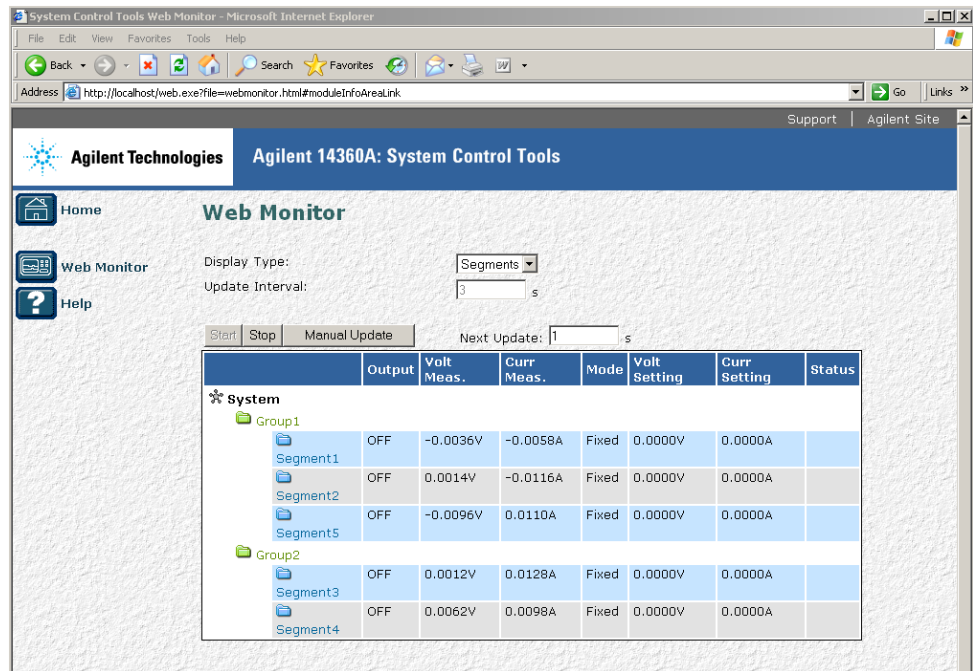 System Control Tools Web Monitor - Microsoft Internet Explorer
File Edit View Favorites Tools Help
Back Search Favorites
Address http://localhost/web.exe?file=webmonitor.html#moduleInfoAreaLink Go Links »
Support | Agilent Site
Agilent Technologies Agilent 14360A: System Control Tools
Home
Web Monitor
Web Monitor
Help
Display Type: Segments
Update Interval: 3 s
Start Stop Manual Update Next Update: 1 s
Output Volt Meas. Curr Meas. Mode Volt Setting Curr Setting Status
System
Group1
Segment1 OFF -0.0036V -0.0058A Fixed 0.0000V 0.0000A
Segment2 OFF 0.0014V -0.0116A Fixed 0.0000V 0.0000A
Segment5 OFF -0.0096V 0.0110A Fixed 0.0000V 0.0000A
Group2
Segment3 OFF 0.0012V 0.0128A Fixed 0.0000V 0.0000A
Segment4 OFF 0.0062V 0.0098A Fixed 0.0000V 0.0000A